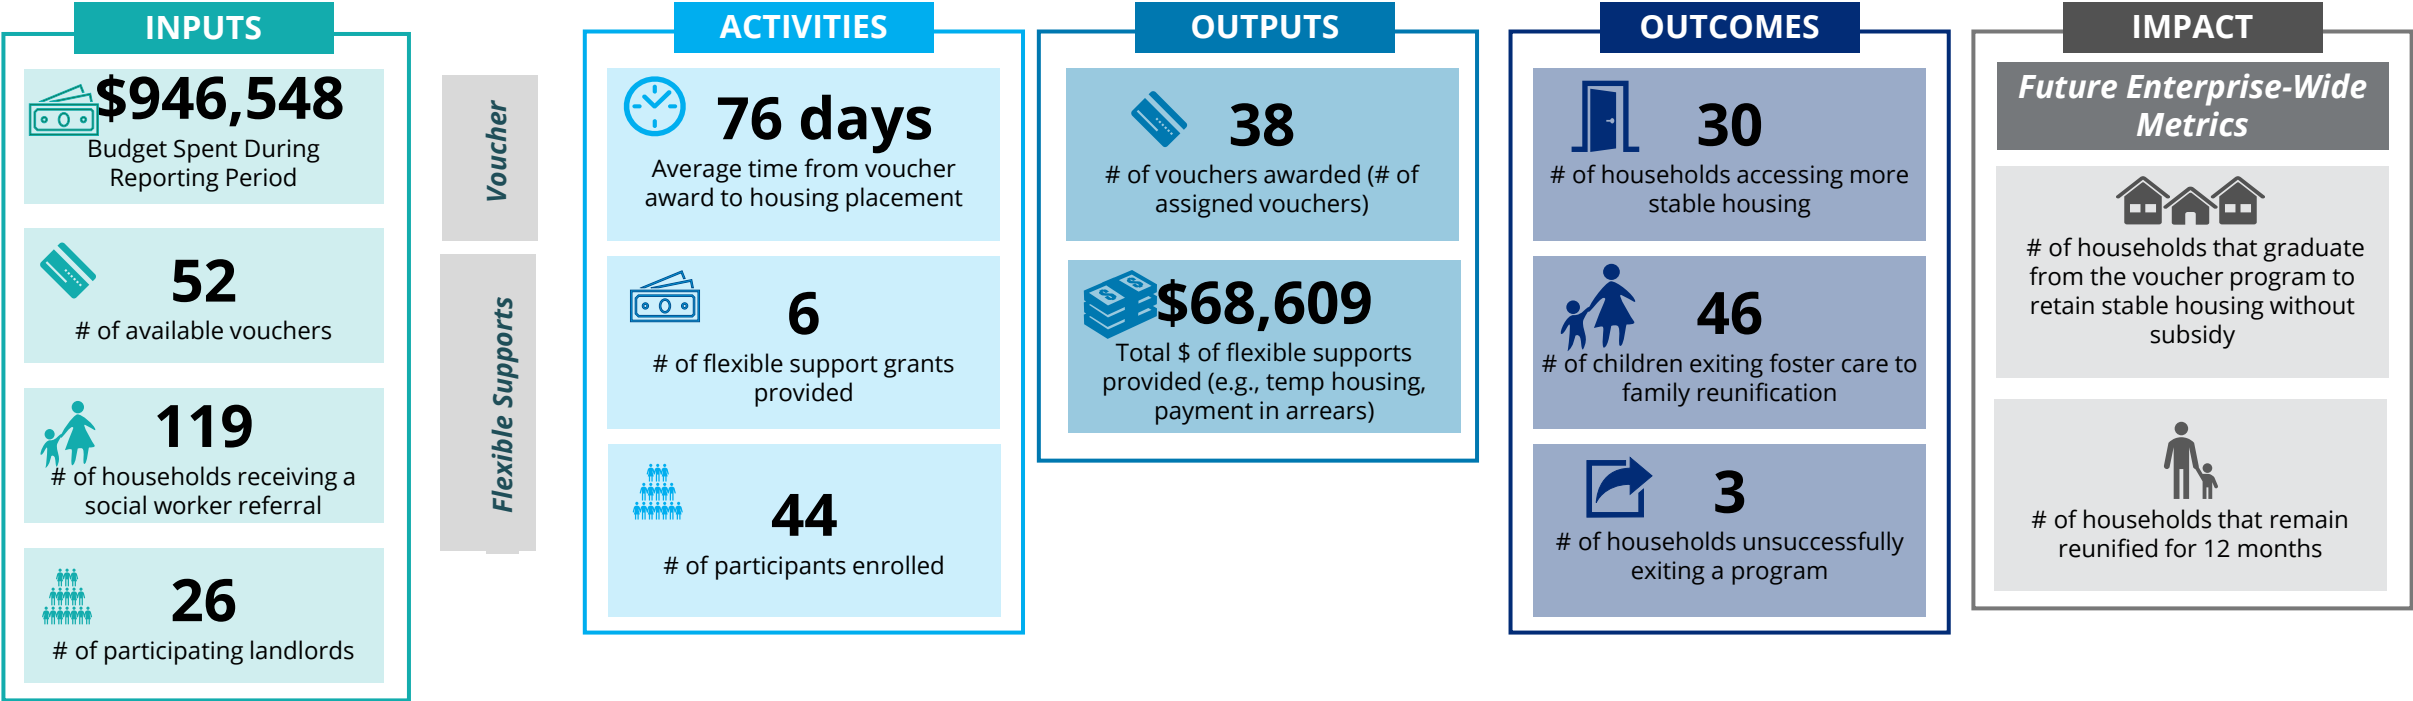 INPUTS
$946,548
Budget Spent During
Reporting Period
52
# of available vouchers
119
# of households receiving a
social worker referral
26
# of participating landlords
Voucher
Flexible Supports
ACTIVITIES
76 days
Average time from voucher
award to housing placement
6
# of flexible support grants
provided
44
# of participants enrolled
OUTPUTS
38
# of vouchers awarded (# of
assigned vouchers)
$68,609
Total $ of flexible supports
provided (e.g., temp housing,
payment in arrears)
OUTCOMES
30
# of households accessing more
stable housing
46
# of children exiting foster care to
family reunification
3
# of households unsuccessfully
exiting a program
IMPACT
Future Enterprise-Wide
Metrics
# of households that graduate
from the voucher program to
retain stable housing without
subsidy
# of households that remain
reunified for 12 months